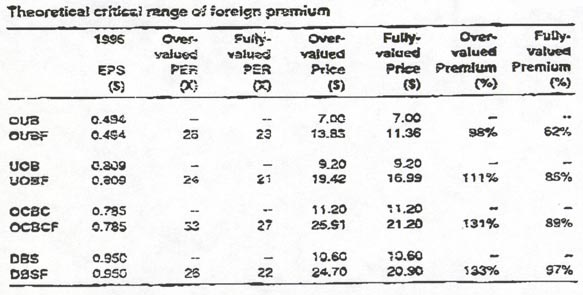 Theoretical critical range of foreign premium
1996 Over- Fully- Over- Fully- Over- Fully-
valued valued valued valued valued valued
EPS PER PER Price Price Premium Premium
($) (X) (X) ($) ($) (%) (%)
OUB 0.494 -- -- 7.00 7.00 -- --
OUBF 0.494 28 23 13.83 11.36 98% 62%
UOB 0.809 -- -- 9.20 9.20 -- --
UOBF 0.809 24 21 19.42 16.99 111% 85%
OCBC 0.785 -- -- 11.20 11.20 -- --
OCBCF 0.785 33 27 25.91 21.20 131% 89%
DBS 0.950 -- -- 10.60 10.60 -- --
DBSF 0.950 26 22 24.70 20.90 133% 97%